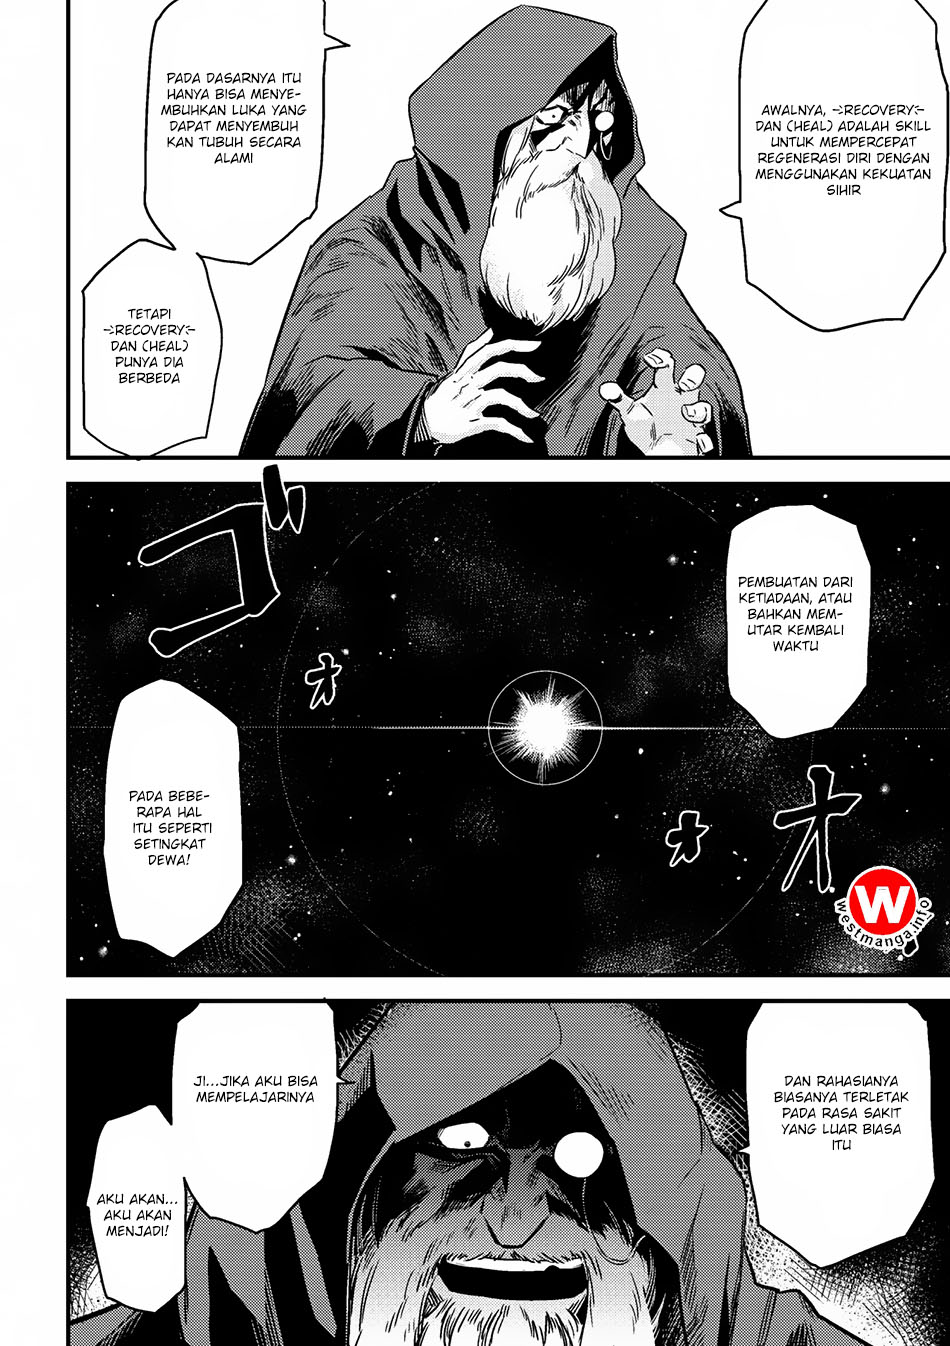 AWALNYA, ->RECOVERY:-
DAN (HEAL) ADALAH SKILL
UNTUK MEMPERCEPAT
REGENERASI DIRI DENGAN
MENGGUNAKAN KEKUATAN
SIHIR
PADA DASARNYA ITU
HANYA BISA MENYE-
EMBUHKAN LUKA YANG
DAPAT MENYEMBUH
KAN TUBUH SECARA
ALAMI
TETAPI
->RECOVERY:-
DAN (HEAL)
PUNYA DIA
BERBEDA
PEMBUATAN DARI
KETIADAAN, ATAU
BAHKAN MEM-
UTAR KEMBALI
WAKTU
ゴ
ォ
ォ
オ
PADA BEBE-
RAPA HAL
ITU SEPERTI
SETINGKAT
DEWA!
W
westmanga.info
DAN RAHASIANYA
BIASANYA TERLETAK
PADA RASA SAKIT
YANG LUAR BIASA
ITU
JI...JIKA AKU BISA
MEMPELAJARINYA
AKU AKAN...
AKU AKAN
MENJADI!